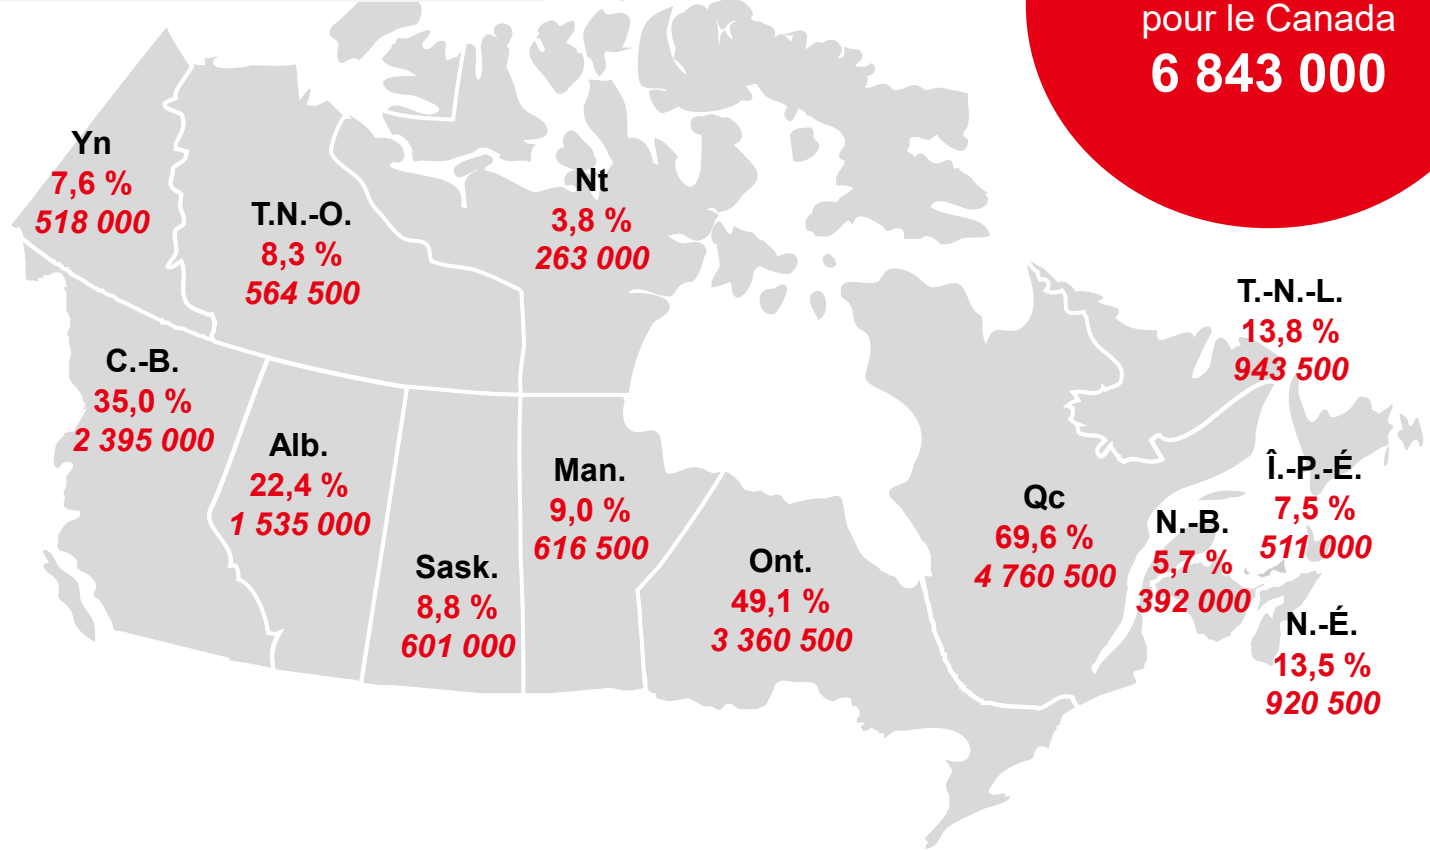 pour le Canada
6 843 000
Yn
7,6 %
518 000
T.N.-O.
8,3 %
564 500
Nt
3,8 %
263 000
T.-N.-L.
13,8 %
943 500
C.-B.
35,0 %
2 395 000
Alb.
22,4 %
1 535 000
Sask.
8,8 %
601 000
Man.
9,0 %
616 500
Ont.
49,1 %
3 360 500
Qc
69,6 %
4 760 500
N.-B.
5,7 %
392 000
Î.-P.-É.
7,5 %
511 000
N.-É.
13,5 %
920 500